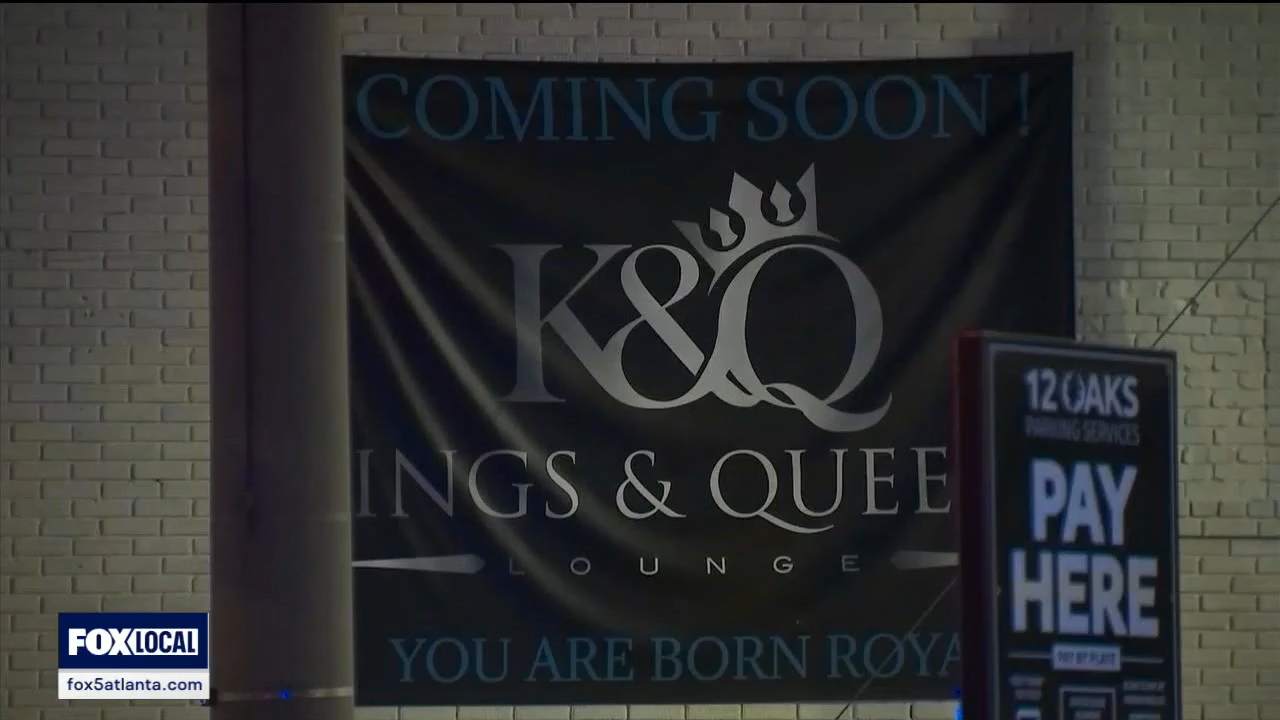 COMING SOON !
K&Q
INGS & QUEE
LOUNGE
YOU ARE BORN ROYA
12 OAKS
PARKING SERVICES
PAY
HERE
PAY BY PLATE
FOX LOCAL
fox5atlanta.com